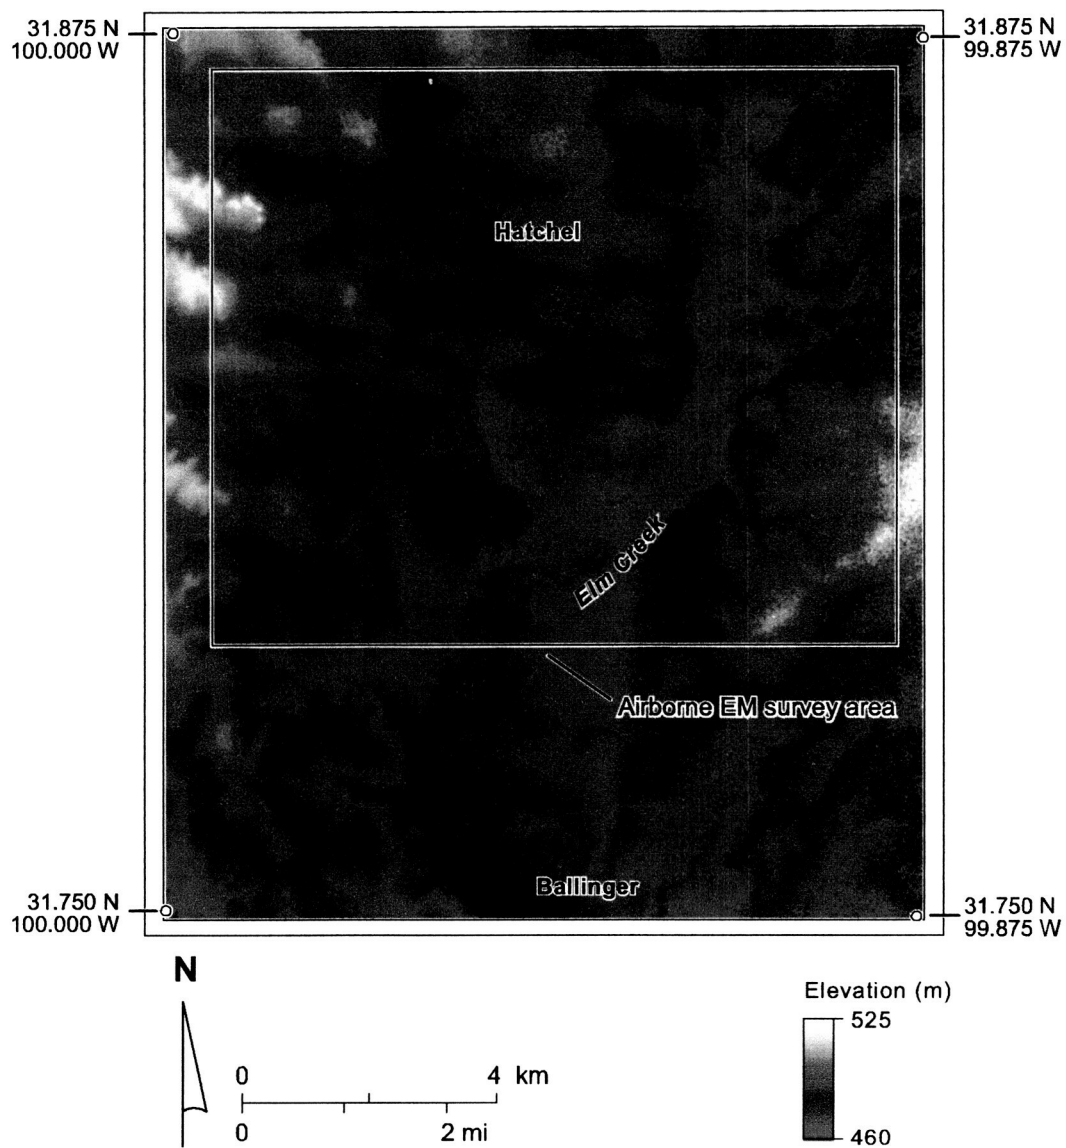 31.875 N
100.000 W
31.875 N
99.875 W
Hatchel
Elm Creek
Airborne EM survey area
Ballinger
31.750 N
100.000 W
31.750 N
99.875 W
N
0 4 km
0 2 mi
Elevation (m)
525
460